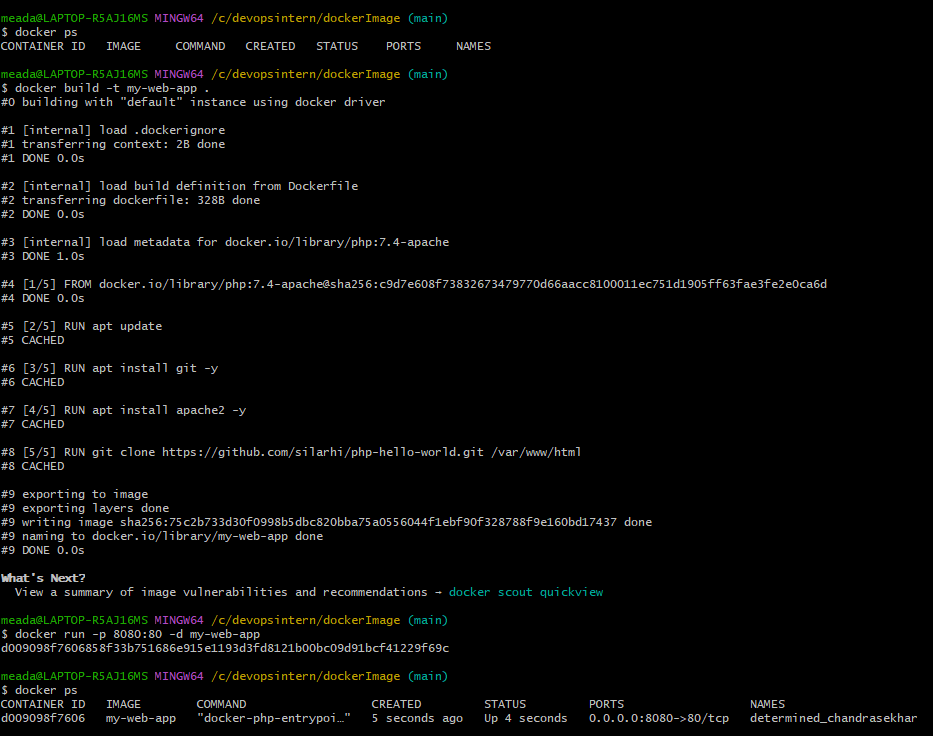 meada@LAPTOP-R5AJ16MS MINGW64 /c/devopsintern/dockerImage (main)
$ docker ps
CONTAINER ID   IMAGE     COMMAND   CREATED   STATUS    PORTS     NAMES
meada@LAPTOP-R5AJ16MS MINGW64 /c/devopsintern/dockerImage (main)
$ docker build -t my-web-app .
#0 building with "default" instance using docker driver
#1 [internal] load .dockerignore
#1 transferring context: 2B done
#1 DONE 0.0s
#2 [internal] load build definition from Dockerfile
#2 transferring dockerfile: 328B done
#2 DONE 0.0s
#3 [internal] load metadata for docker.io/library/php:7.4-apache
#3 DONE 1.0s
#4 [1/5] FROM docker.io/library/php:7.4-apache@sha256:c9d7e608f73832673479770d66aacc8100011ec751d1905ff63fae3fe2e0ca6d
#4 DONE 0.0s
#5 [2/5] RUN apt update
#5 CACHED
#6 [3/5] RUN apt install git -y
#6 CACHED
#7 [4/5] RUN apt install apache2 -y
#7 CACHED
#8 [5/5] RUN git clone https://github.com/silarhi/php-hello-world.git /var/www/html
#8 CACHED
#9 exporting to image
#9 exporting layers done
#9 writing image sha256:75c2b733d30f0998b5dbc820bba75a0556044f1ebf90f328788f9e160bd17437 done
#9 naming to docker.io/library/my-web-app done
#9 DONE 0.0s
What's Next?
  View a summary of image vulnerabilities and recommendations → docker scout quickview
meada@LAPTOP-R5AJ16MS MINGW64 /c/devopsintern/dockerImage (main)
$ docker run -p 8080:80 -d my-web-app
d009098f7606858f33b751686e915e1193d3fd8121b00bc09d91bcf41229f69c
meada@LAPTOP-R5AJ16MS MINGW64 /c/devopsintern/dockerImage (main)
$ docker ps
CONTAINER ID   IMAGE        COMMAND                  CREATED         STATUS         PORTS                  NAMES
d009098f7606   my-web-app   "docker-php-entrypoi…"   5 seconds ago   Up 4 seconds   0.0.0.0:8080->80/tcp   determined_chandrasekhar